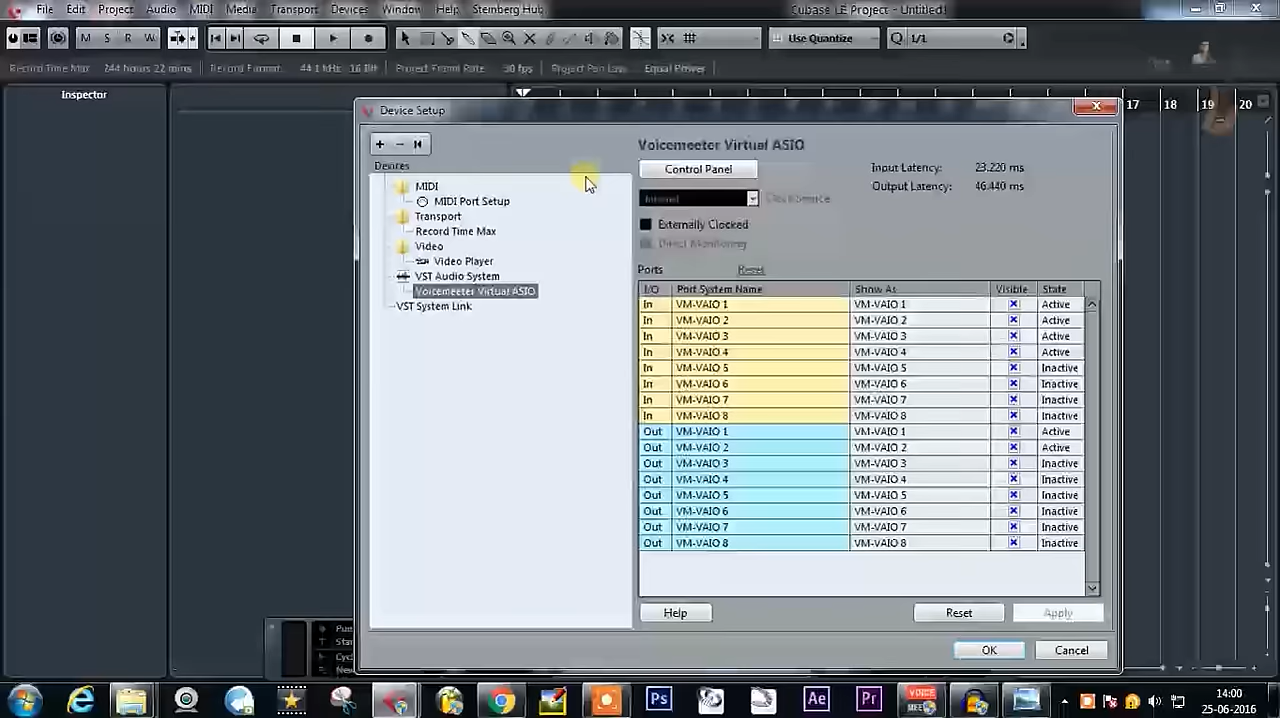 File Edit Project Audio MIDI Media Transport Devices Window Help Steinberg Hub Cubase LE Project - Untitled1
M S R W Use Quantize Q 1/1
Record Time Max 244 hours 22 mins Record Format 44.1 kHz 16 Bit Project Frame Rate 30 fps Project Pan Law Equal Power
Inspector
17 18 19 20
Device Setup
Devices
MIDI
MIDI Port Setup
Transport
Record Time Max
Video
Video Player
VST Audio System
Voicemeeter Virtual ASIO
VST System Link
Voicemeeter Virtual ASIO
Control Panel
Input Latency: 23.220 ms
Output Latency: 46.440 ms
Internal Clock Source
Externally Clocked
Direct Monitoring
Ports Reset
I/O Port System Name Show As Visible State
In VM-VAIO 1 VM-VAIO 1 Active
In VM-VAIO 2 VM-VAIO 2 Active
In VM-VAIO 3 VM-VAIO 3 Active
In VM-VAIO 4 VM-VAIO 4 Active
In VM-VAIO 5 VM-VAIO 5 Inactive
In VM-VAIO 6 VM-VAIO 6 Inactive
In VM-VAIO 7 VM-VAIO 7 Inactive
In VM-VAIO 8 VM-VAIO 8 Inactive
Out VM-VAIO 1 VM-VAIO 1 Active
Out VM-VAIO 2 VM-VAIO 2 Active
Out VM-VAIO 3 VM-VAIO 3 Inactive
Out VM-VAIO 4 VM-VAIO 4 Inactive
Out VM-VAIO 5 VM-VAIO 5 Inactive
Out VM-VAIO 6 VM-VAIO 6 Inactive
Out VM-VAIO 7 VM-VAIO 7 Inactive
Out VM-VAIO 8 VM-VAIO 8 Inactive
Help Reset Apply
OK Cancel
Pun
Star
Cyc
New
Ps Ae Pr VOICE MEE
14:00
25-06-2016